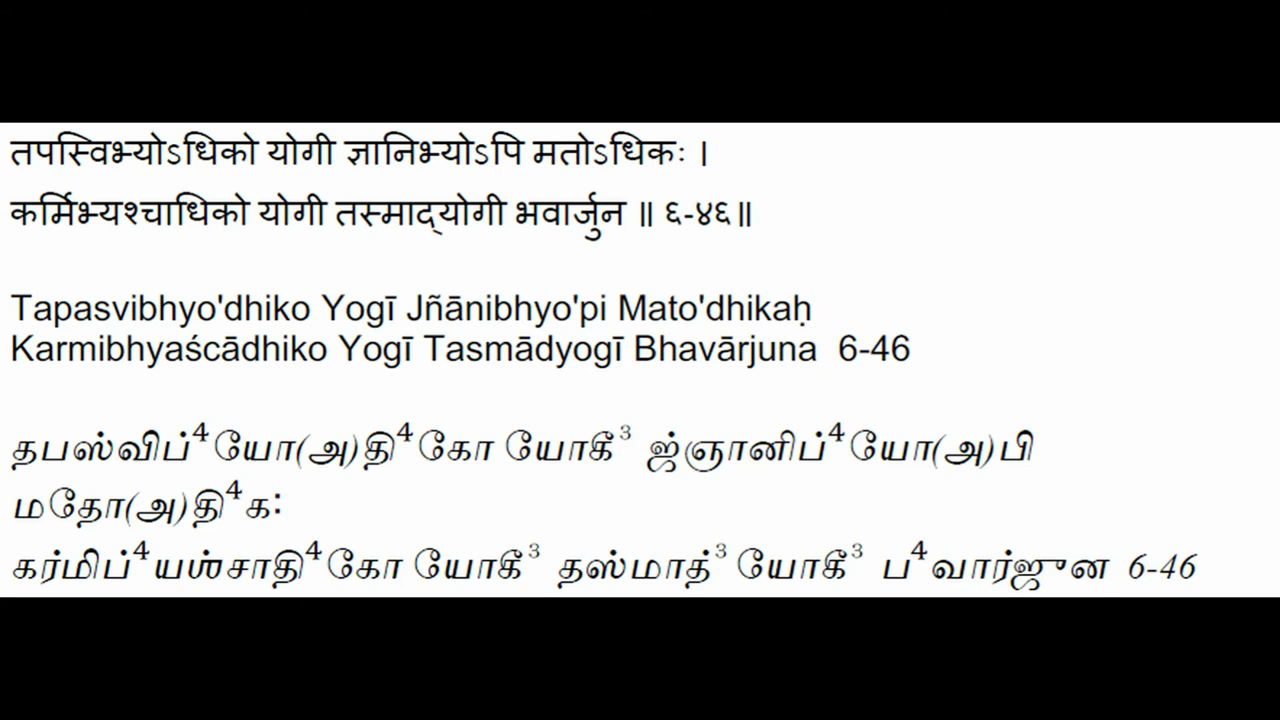 तपस्विभ्योऽधिको योगी ज्ञानिभ्योऽपि मतोऽधिकः ।
कर्मिभ्यश्चाधिको योगी तस्माद्योगी भवार्जुन ॥ ६-४६॥
Tapasvibhyo'dhiko Yogī Jñānibhyo'pi Mato'dhikaḥ
Karmibhyaścādhiko Yogī Tasmādyogī Bhavārjuna 6-46
தபஸ்விப்⁴யோ(அ)தி⁴கோ யோகீ³ ஜ்ஞானிப்⁴யோ(அ)பி
மதோ(அ)தி⁴க:
கர்மிப்⁴யஶ்சாதி⁴கோ யோகீ³ தஸ்மாத்³யோகீ³ ப⁴வார்ஜுன 6-46